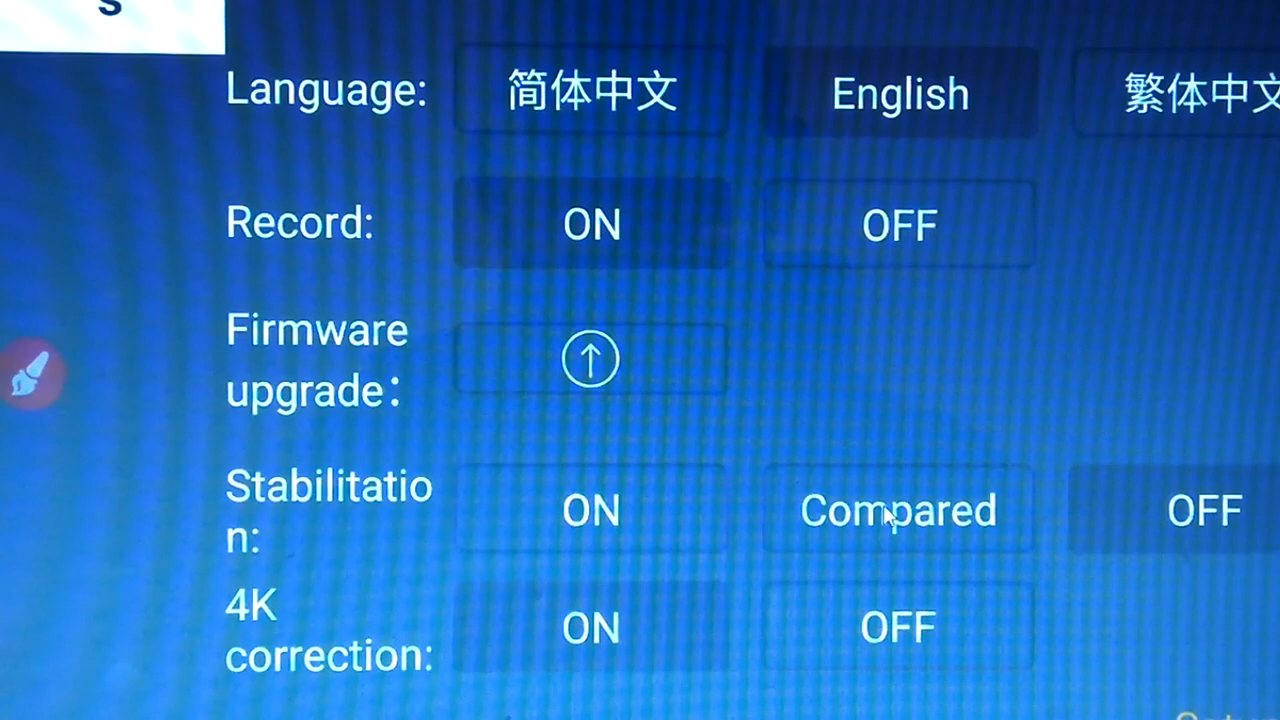 s
Language: 简体中文 English 繁体中文
Record: ON OFF
Firmware
upgrade：
Stabilitatio
n: ON Compared OFF
4K
correction: ON OFF